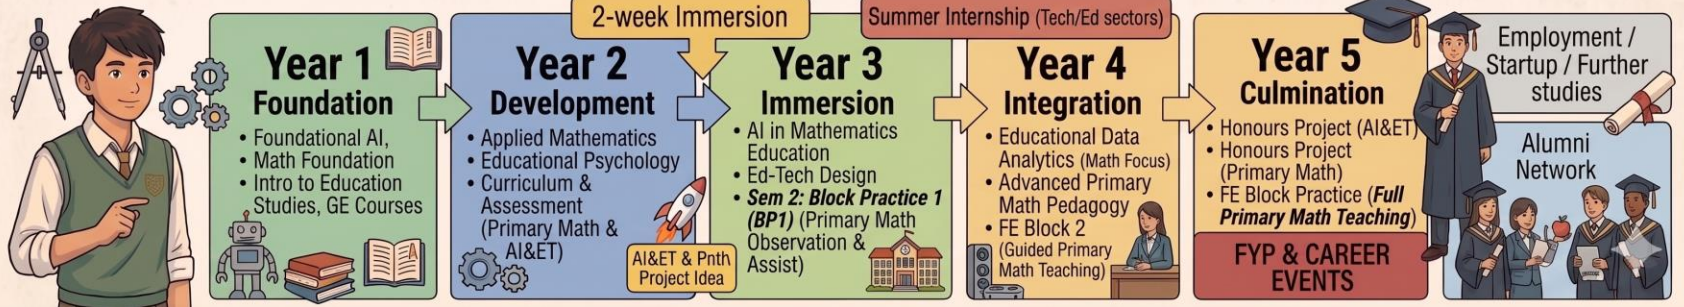 Year 1
Foundation
• Foundational AI,
• Math Foundation
• Intro to Education
Studies, GE Courses
Year 2
Development
• Applied Mathematics
• Educational Psychology
• Curriculum &
Assessment
(Primary Math &
AI&ET)
2-week Immersion
AI&ET & Pnth
Project Idea
Year 3
Immersion
• AI in Mathematics
Education
• Ed-Tech Design
• Sem 2: Block Practice 1
(BP1) (Primary Math
Observation &
Assist)
Summer Internship (Tech/Ed sectors)
Year 4
Integration
• Educational Data
Analytics (Math Focus)
• Advanced Primary
Math Pedagogy
• FE Block 2
(Guided Primary
Math Teaching)
Year 5
Culmination
• Honours Project (AI&ET)
• Honours Project
(Primary Math)
• FE Block Practice (Full
Primary Math Teaching)
FYP & CAREER
EVENTS
Employment /
Startup / Further
studies
Alumni
Network